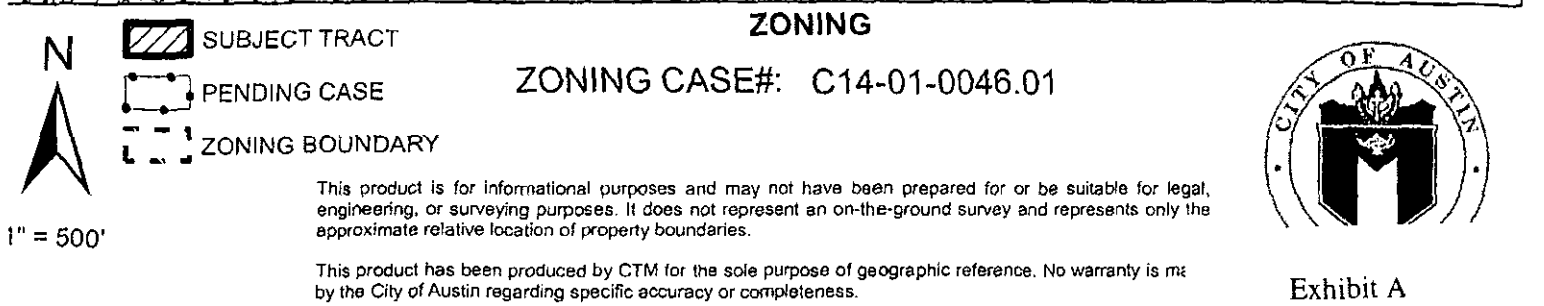 ZONING
N
SUBJECT TRACT
PENDING CASE
ZONING CASE#: C14-01-0046.01
ZONING BOUNDARY
1" = 500'
This product is for informational purposes and may not have been prepared for or be suitable for legal,
engineering, or surveying purposes. It does not represent an on-the-ground survey and represents only the
approximate relative location of property boundaries.
This product has been produced by CTM for the sole purpose of geographic reference. No warranty is
by the City of Austin regarding specific accuracy or completeness.
CITY OF AUSTIN
Exhibit A